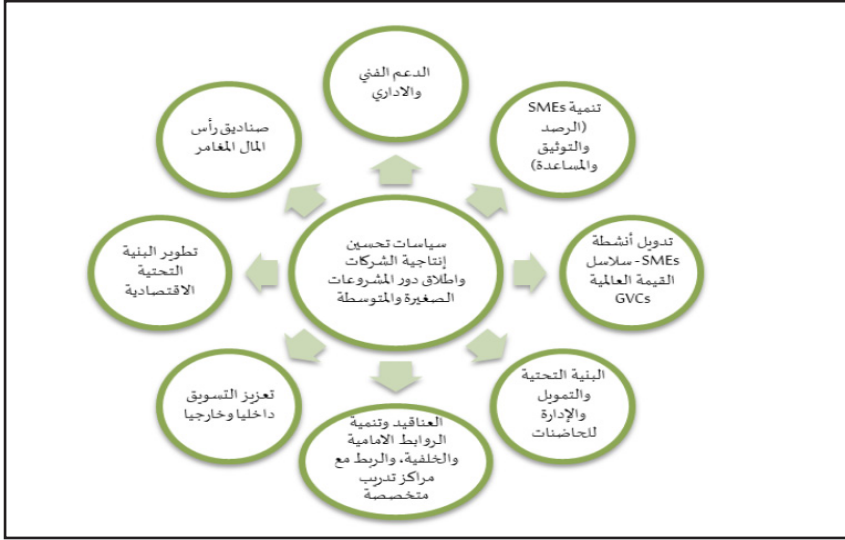 الدعم الفني
والاداري
تنمية SMEs
(الرصد
والتوثيق
والمساعدة)
تدويل أنشطة
SMEs- سلاسل
القيمة العالمية
GVCs
البنية التحتية
والتمويل
والإدارة
للحاضنات
العناقيد وتنمية
الروابط الامامية
والخلفية، والربط مع
مراكز تدريب
متخصصة
تعزيز التسويق
داخليا وخارجيا
تطوير البنية
التحتية
الاقتصادية
صناديق رأس
المال المغامر
سياسات تحسين
إنتاجية الشركات
واطلاق دور المشروعات
الصغيرة والمتوسطة